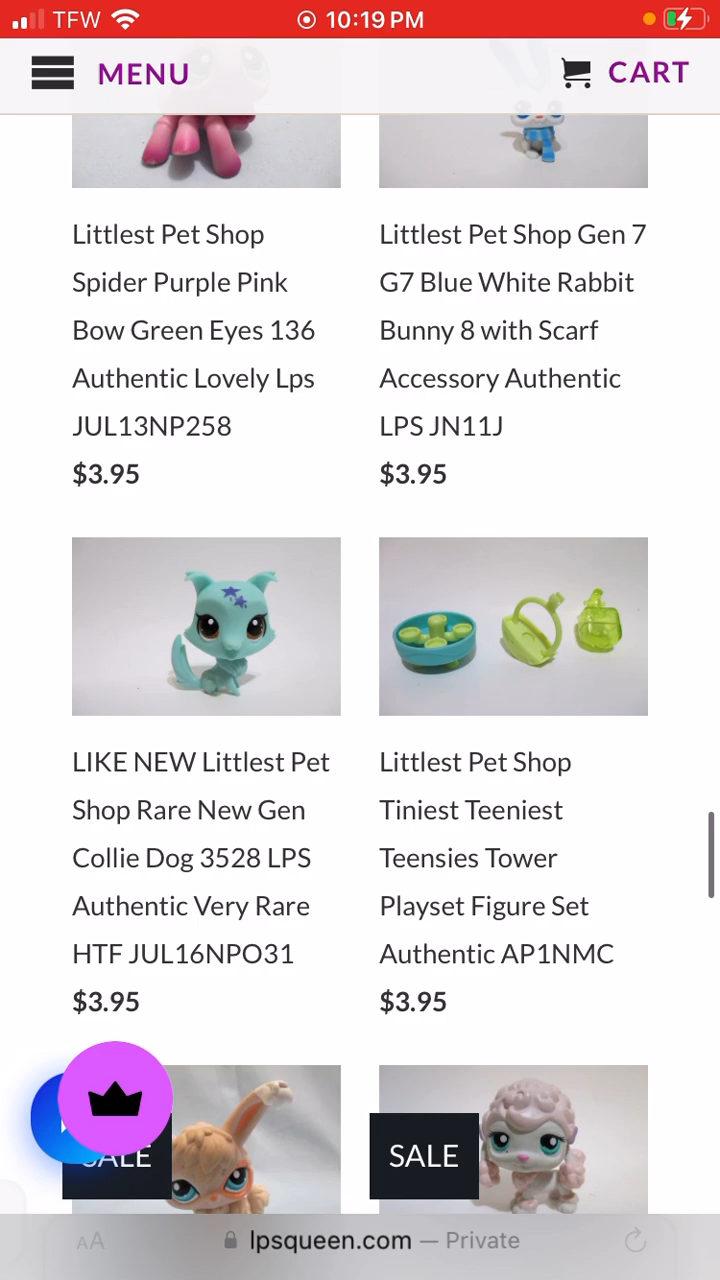 TFW 10:19 PM
MENU CART
Littlest Pet Shop
Spider Purple Pink
Bow Green Eyes 136
Authentic Lovely Lps
JUL13NP258
$3.95
Littlest Pet Shop Gen 7
G7 Blue White Rabbit
Bunny 8 with Scarf
Accessory Authentic
LPS JN11J
$3.95
LIKE NEW Littlest Pet
Shop Rare New Gen
Collie Dog 3528 LPS
Authentic Very Rare
HTF JUL16NPO31
$3.95
Littlest Pet Shop
Tiniest Teeniest
Teensies Tower
Playset Figure Set
Authentic AP1NMC
$3.95
SALE
SALE
AA lpsqueen.com — Private